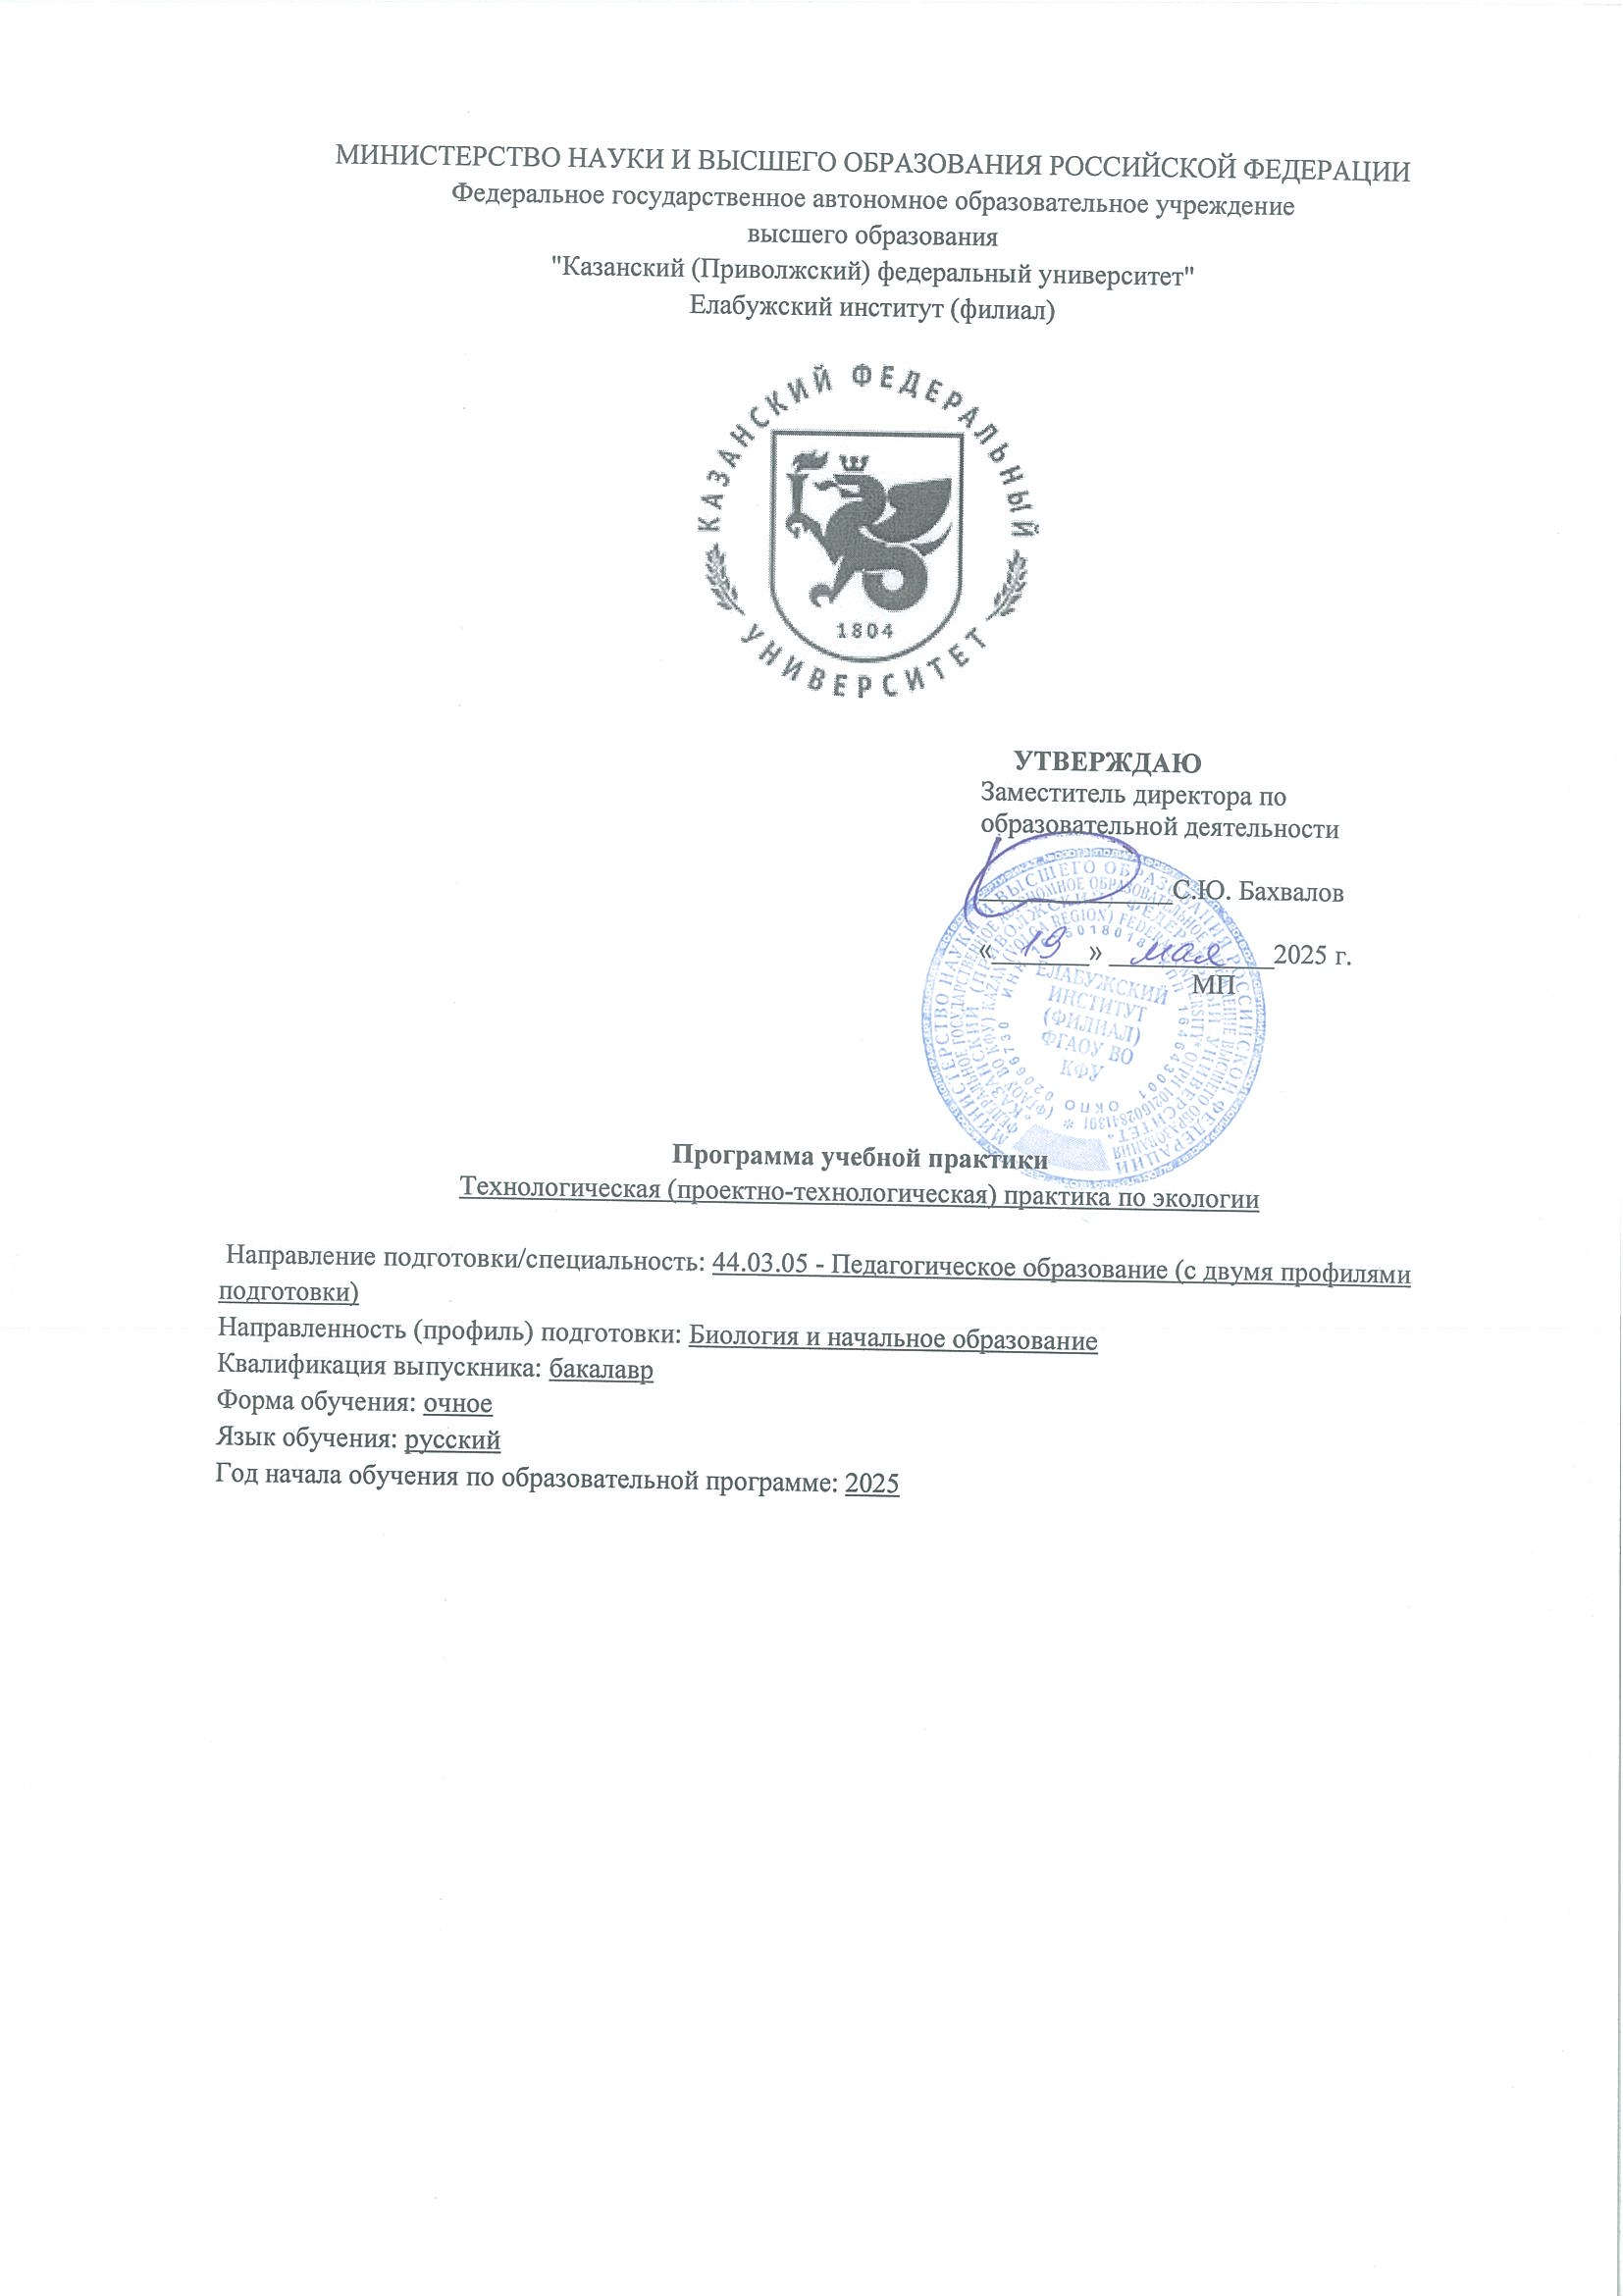 МИНИСТЕРСТВО НАУКИ И ВЫСШЕГО ОБРАЗОВАНИЯ РОССИЙСКОЙ ФЕДЕРАЦИИ
Федеральное государственное автономное образовательное учреждение
высшего образования
"Казанский (Приволжский) федеральный университет"
Елабужский институт (филиал)
КАЗАНСКИЙ ФЕДЕРАЛЬНЫЙ
1804
УНИВЕРСИТЕТ
УТВЕРЖДАЮ
Заместитель директора по
образовательной деятельности
С.Ю. Бахвалов
«19» мая 2025 г.
МП
ЕЛАБУЖСКИЙ
ИНСТИТУТ
(ФИЛИАЛ)
ФГАОУ ВО
КФУ
Программа учебной практики
Технологическая (проектно-технологическая) практика по экологии
Направление подготовки/специальность: 44.03.05 - Педагогическое образование (с двумя профилями
подготовки)
Направленность (профиль) подготовки: Биология и начальное образование
Квалификация выпускника: бакалавр
Форма обучения: очное
Язык обучения: русский
Год начала обучения по образовательной программе: 2025